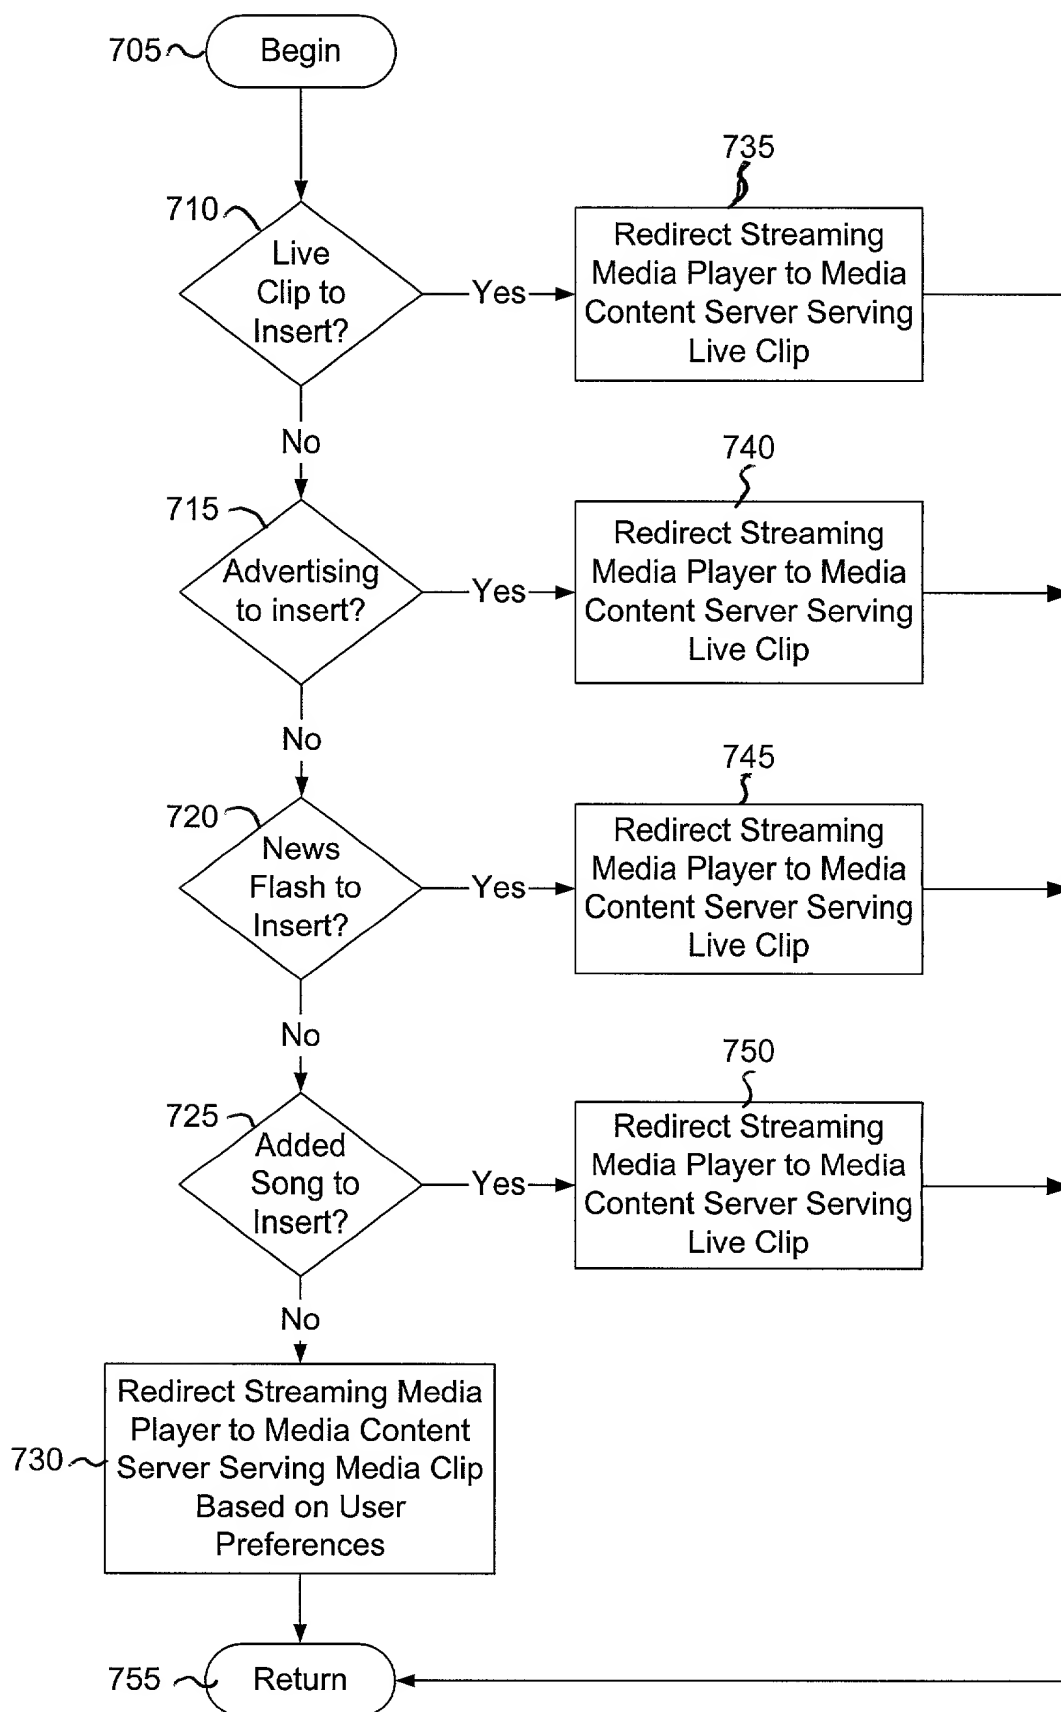 705
Begin
710
Live
Clip to
Insert?
Yes
735
Redirect Streaming
Media Player to Media
Content Server Serving
Live Clip
No
715
Advertising
to insert?
Yes
740
Redirect Streaming
Media Player to Media
Content Server Serving
Live Clip
No
720
News
Flash to
Insert?
Yes
745
Redirect Streaming
Media Player to Media
Content Server Serving
Live Clip
No
725
Added
Song to
Insert?
Yes
750
Redirect Streaming
Media Player to Media
Content Server Serving
Live Clip
No
730
Redirect Streaming Media
Player to Media Content
Server Serving Media Clip
Based on User
Preferences
755
Return